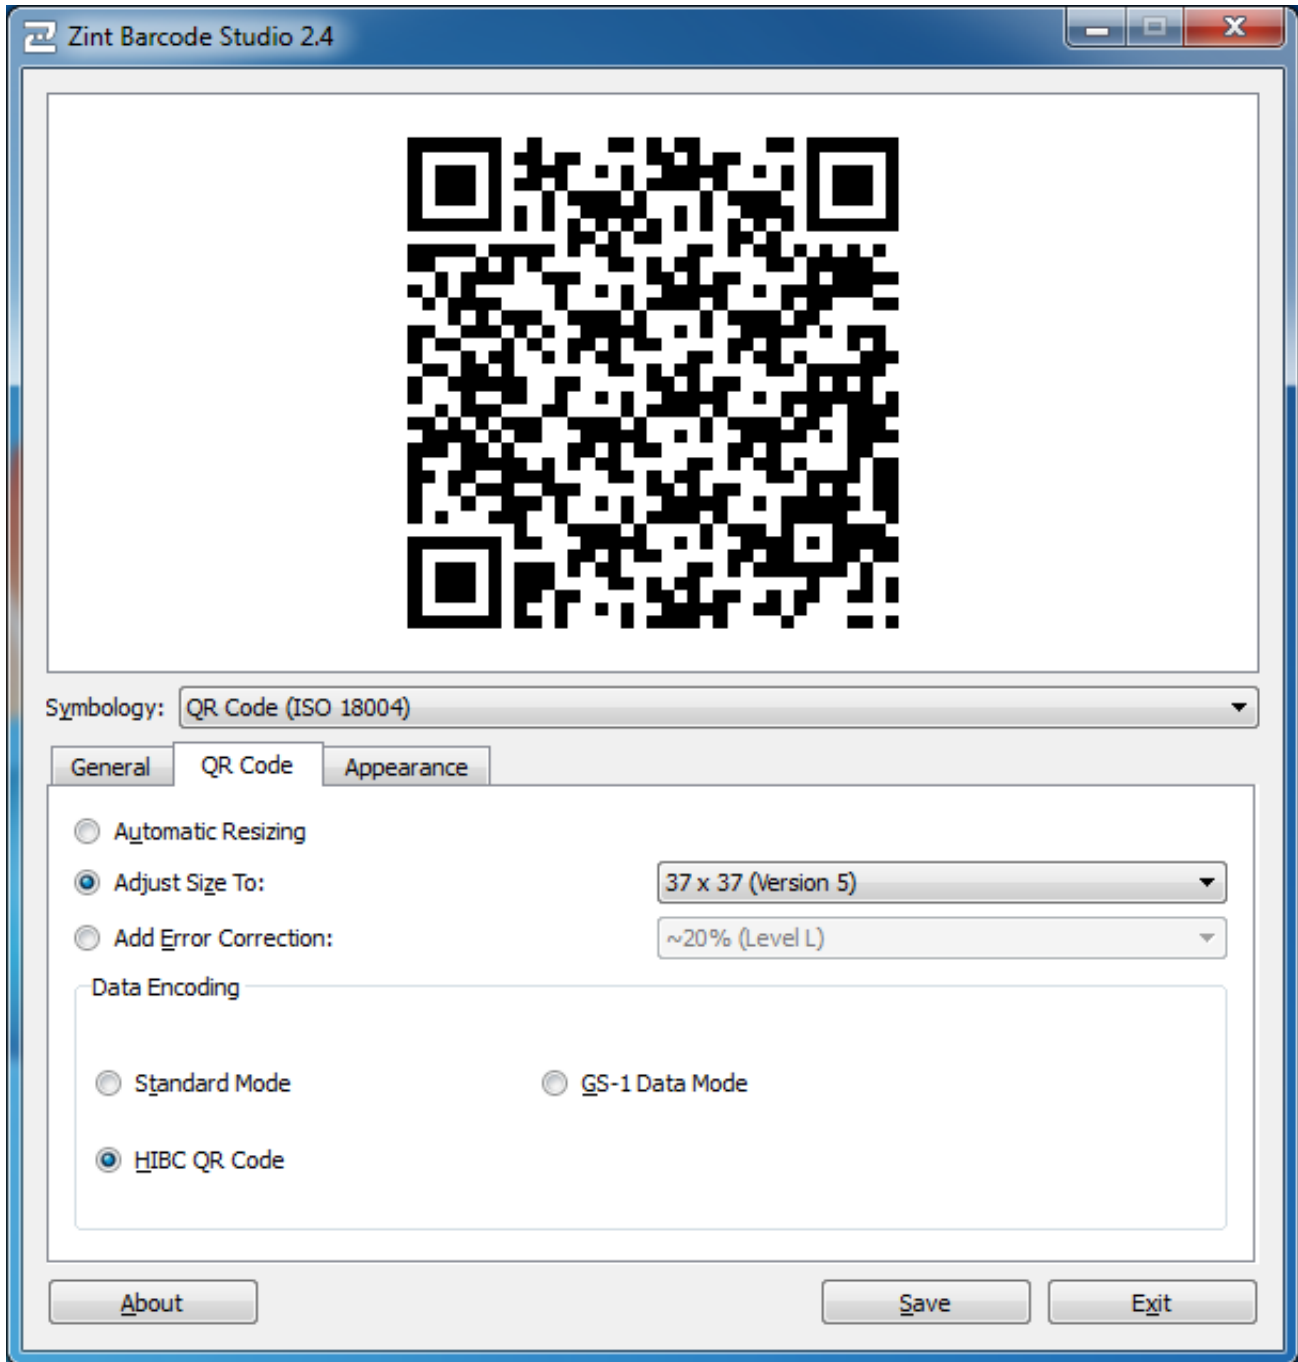 Zint Barcode Studio 2.4
Symbology: QR Code (ISO 18004)
General QR Code Appearance
Automatic Resizing
Adjust Size To: 37 x 37 (Version 5)
Add Error Correction: ~20% (Level L)
Data Encoding
Standard Mode GS-1 Data Mode
HIBC QR Code
About Save Exit